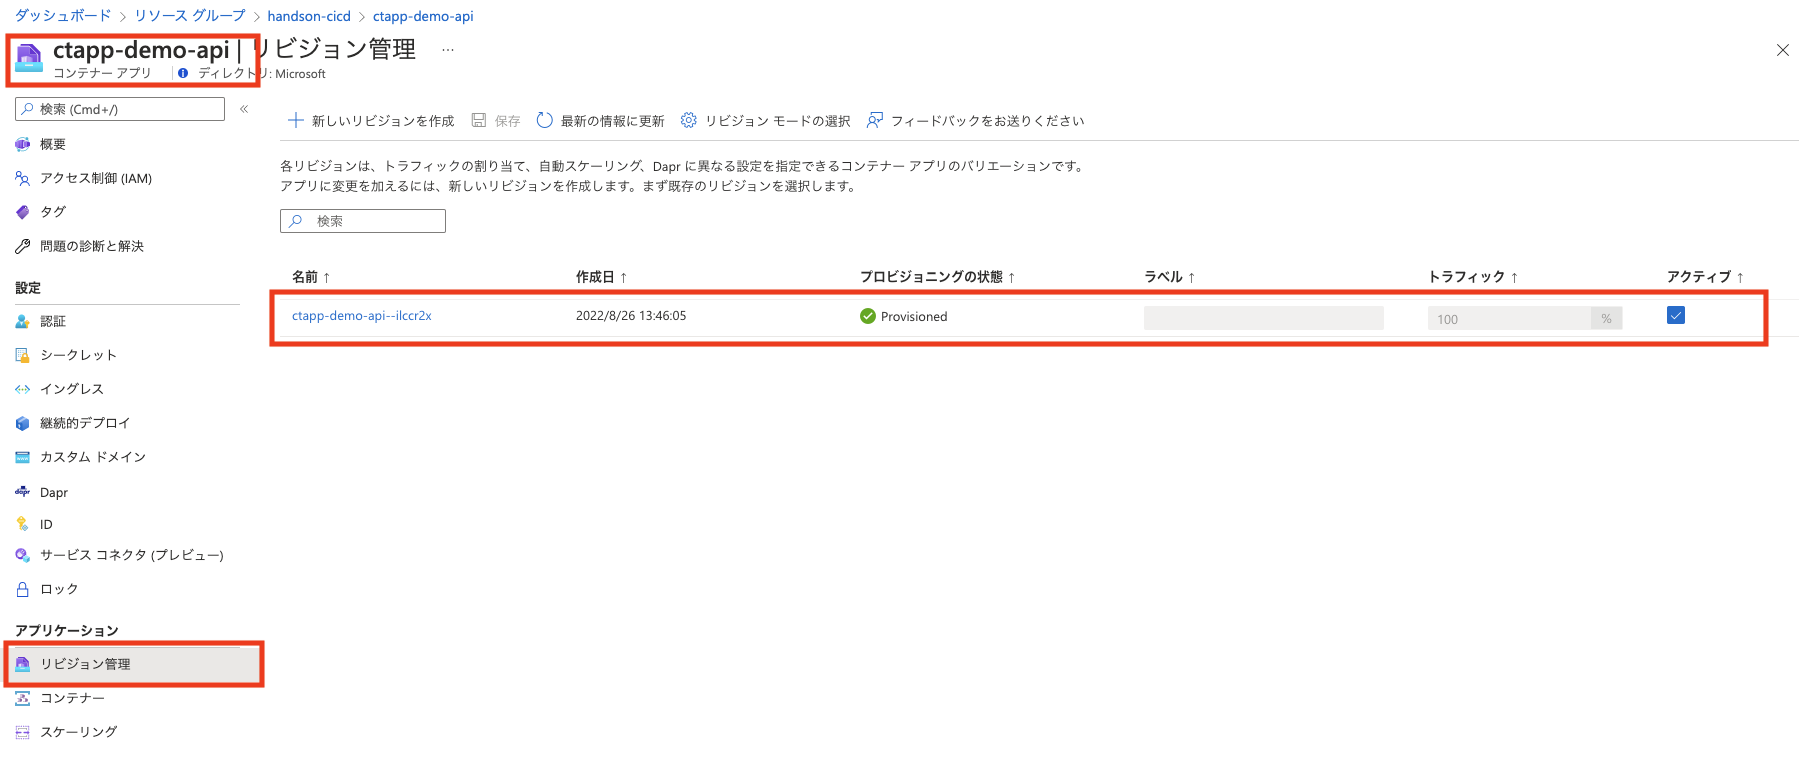 ダッシュボード > リソース グループ > handson-cicd > ctapp-demo-api
ctapp-demo-api | リビジョン管理 ...
コンテナー アプリ ディレクトリ: Microsoft
検索 (Cmd+/) «
概要
アクセス制御 (IAM)
タグ
問題の診断と解決
設定
認証
シークレット
イングレス
継続的デプロイ
カスタム ドメイン
Dapr
ID
サービス コネクタ (プレビュー)
ロック
アプリケーション
リビジョン管理
コンテナー
スケーリング
新しいリビジョンを作成 保存 最新の情報に更新 リビジョン モードの選択 フィードバックをお送りください
各リビジョンは、トラフィックの割り当て、自動スケーリング、Dapr に異なる設定を指定できるコンテナー アプリのバリエーションです。
アプリに変更を加えるには、新しいリビジョンを作成します。まず既存のリビジョンを選択します。
検索
名前 ↑ 作成日 ↑ プロビジョニングの状態 ↑ ラベル ↑ トラフィック ↑ アクティブ ↑
ctapp-demo-api--ilccr2x 2022/8/26 13:46:05 Provisioned 100 %